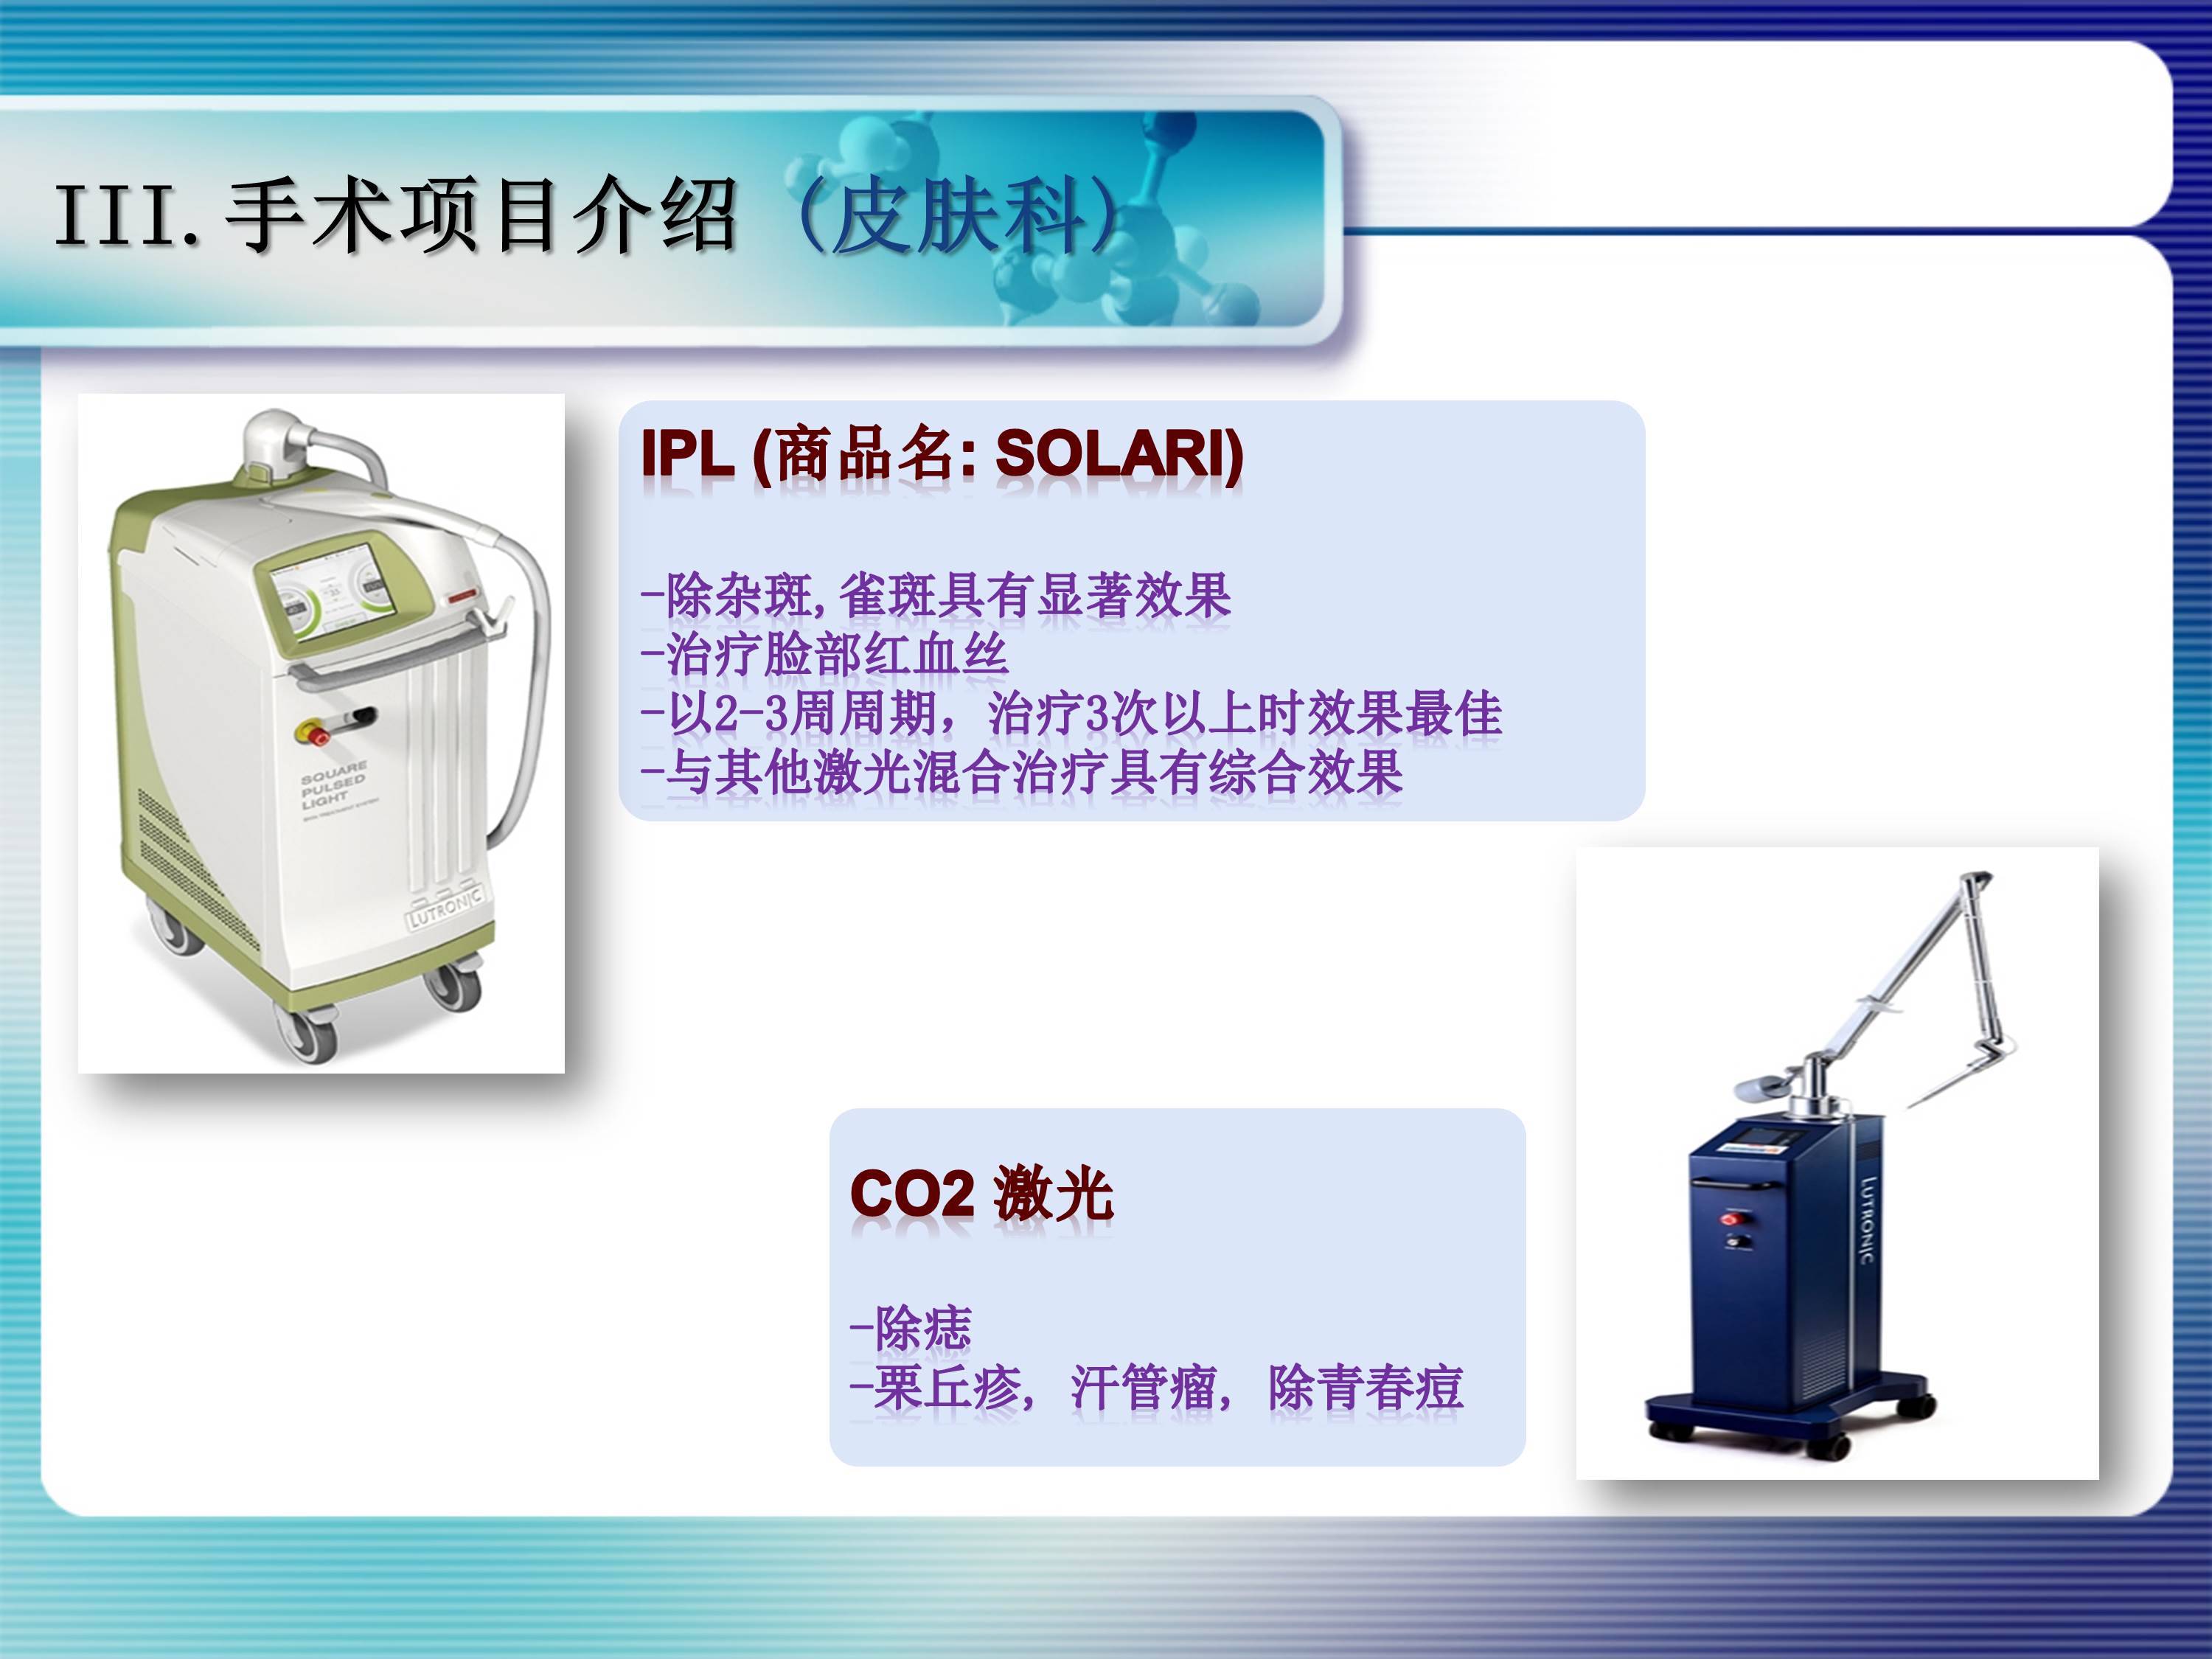 III.手术项目介绍 (皮肤科)
IPL (商品名: SOLARI)
-除杂斑,雀斑具有显著效果
-治疗脸部红血丝
-以2-3周周期，治疗3次以上时效果最佳
-与其他激光混合治疗具有综合效果
SQUARE
PULSED
LIGHT
LUTRONIC
CO2 激光
-除痣
-栗丘疹, 汗管瘤, 除青春痘
LUTRONIC